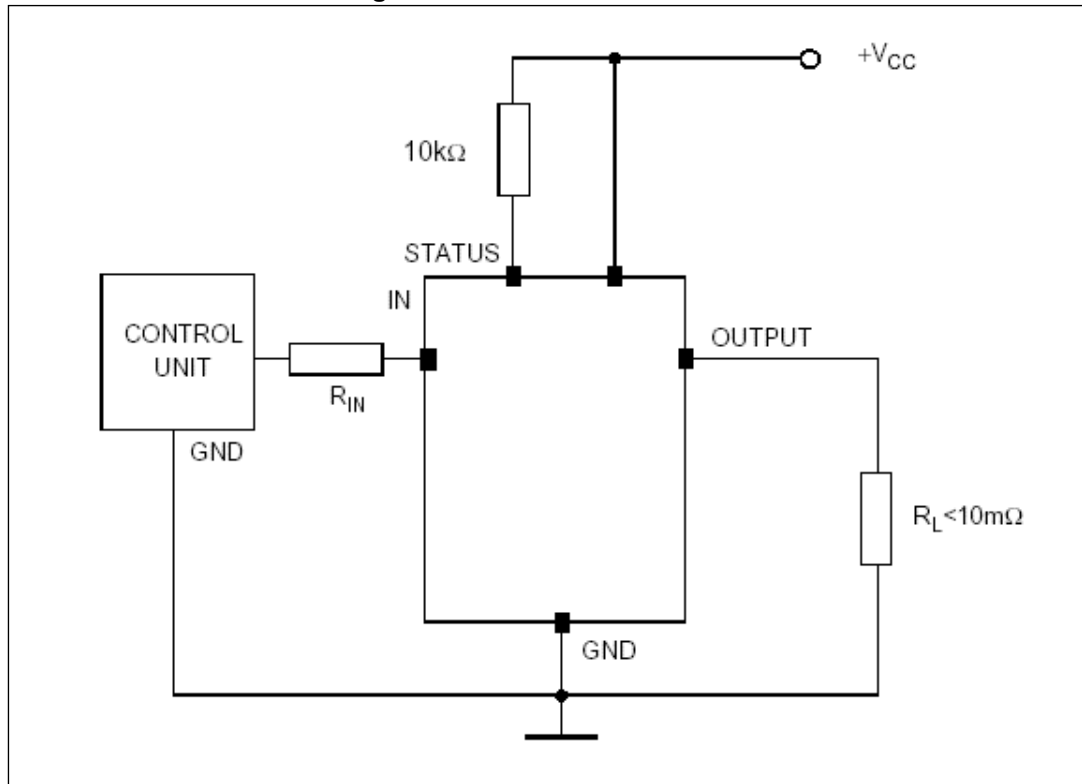 +VCC
10kΩ
STATUS
IN
CONTROL
UNIT
OUTPUT
RIN
GND
RL<10mΩ
GND